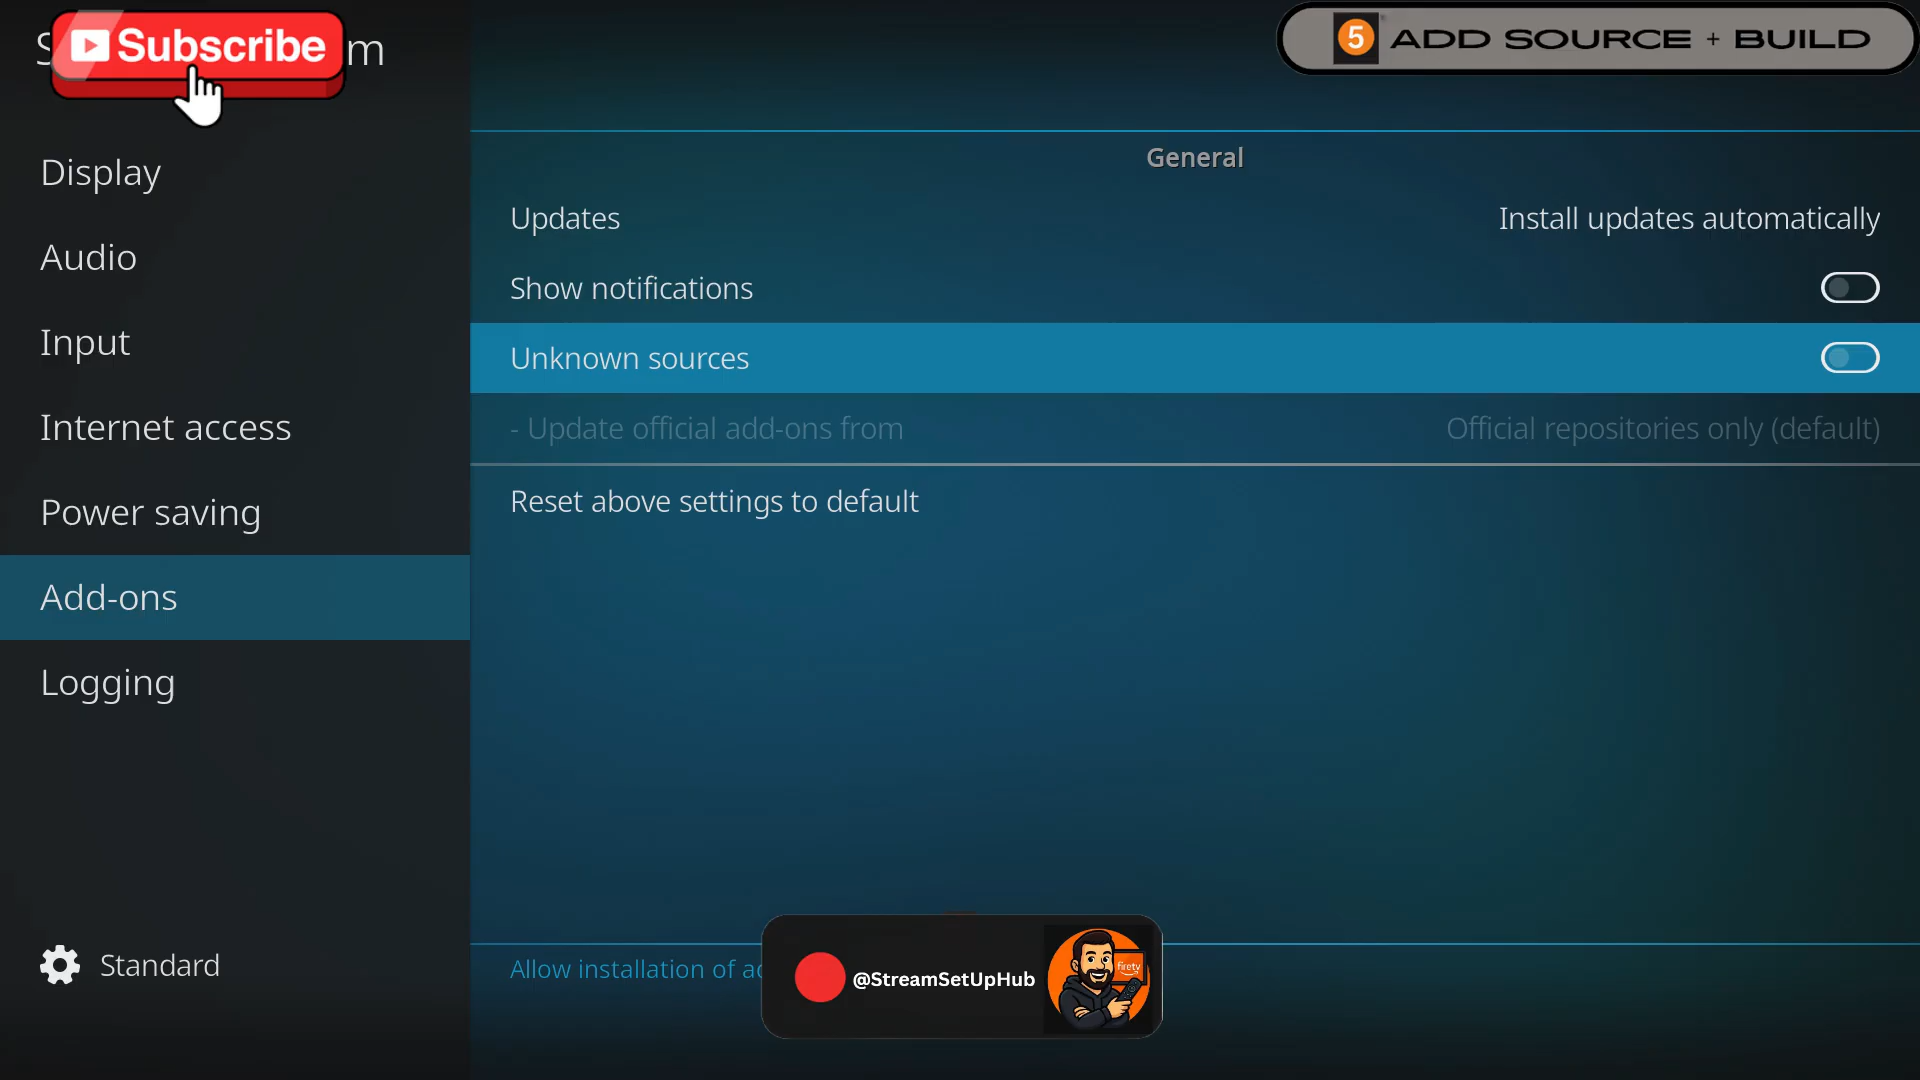 S
Subscribe
m
5 ADD SOURCE + BUILD
Display
Audio
Input
Internet access
Power saving
Add-ons
Logging
Standard
General
Updates Install updates automatically
Show notifications
Unknown sources
- Update official add-ons from Official repositories only (default)
Reset above settings to default
Allow installation of
@StreamSetUpHub
firetv